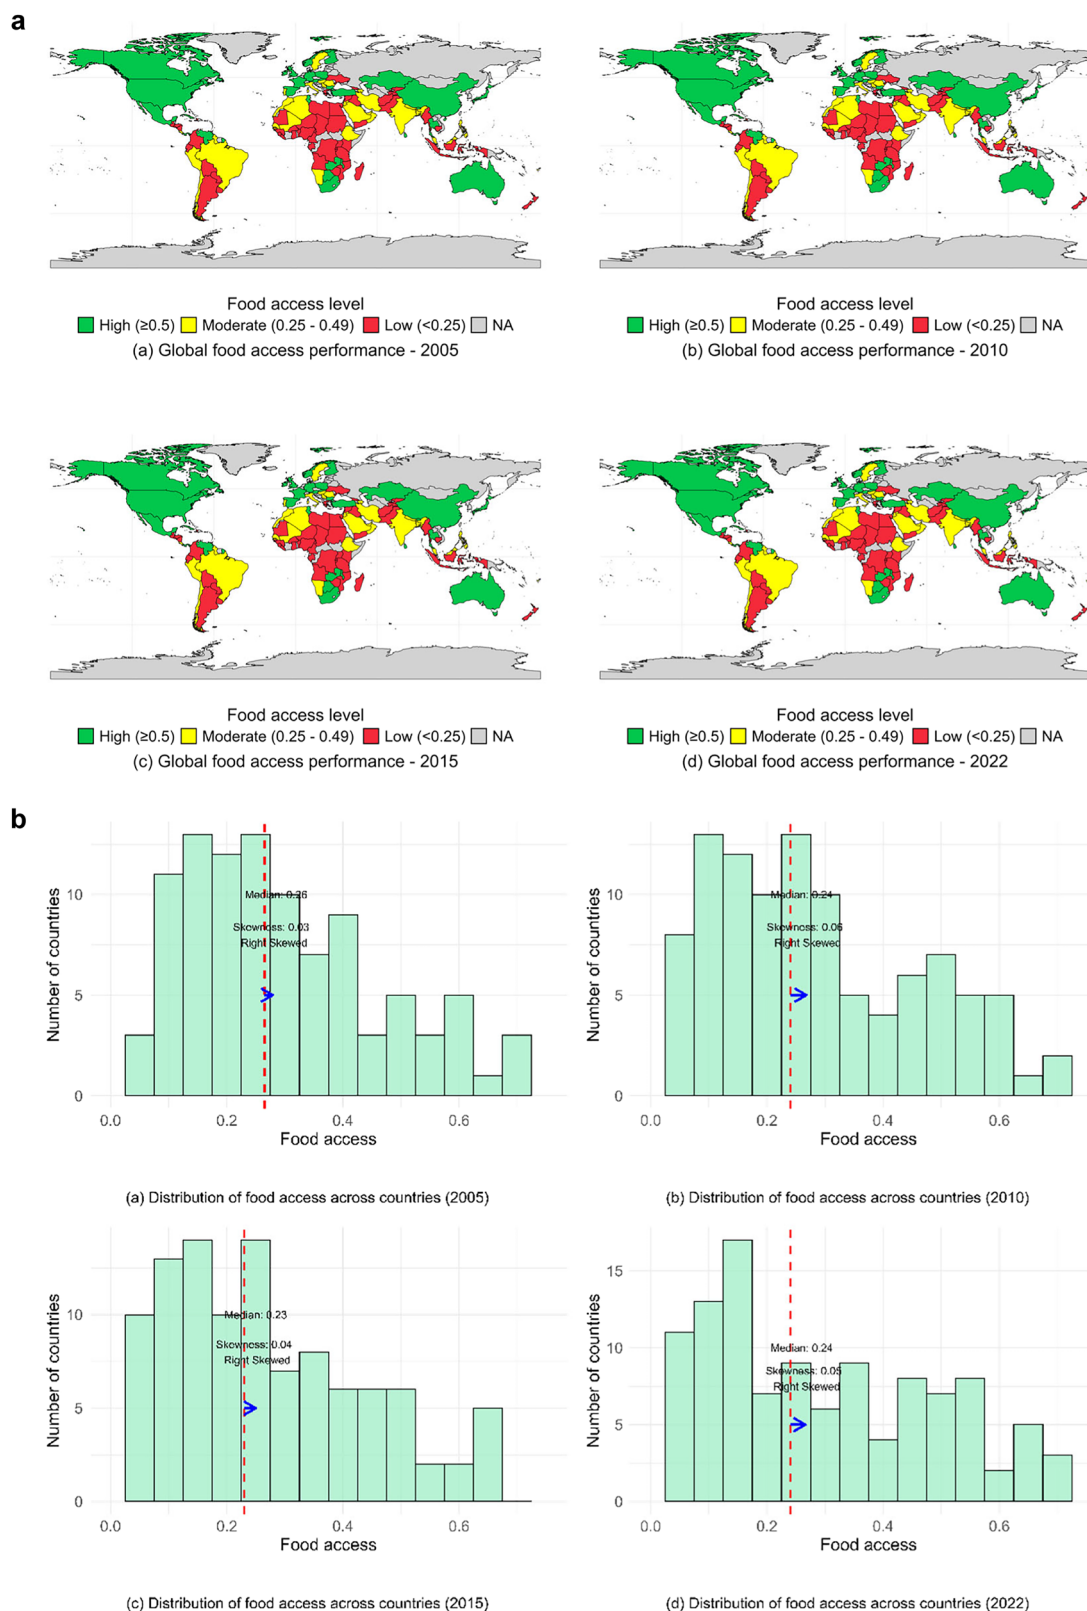 a
Food access level
High (≥0.5) Moderate (0.25 - 0.49) Low (<0.25) NA
(a) Global food access performance - 2005
Food access level
High (≥0.5) Moderate (0.25 - 0.49) Low (<0.25) NA
(b) Global food access performance - 2010
Food access level
High (≥0.5) Moderate (0.25 - 0.49) Low (<0.25) NA
(c) Global food access performance - 2015
Food access level
High (≥0.5) Moderate (0.25 - 0.49) Low (<0.25) NA
(d) Global food access performance - 2022
b
Number of countries
10
5
0
Median: 0.26
Skewness: 0.03
Right Skewed
0.0 0.2 0.4 0.6
Food access
(a) Distribution of food access across countries (2005)
Number of countries
10
5
0
Median: 0.24
Skewness: 0.06
Right Skewed
0.0 0.2 0.4 0.6
Food access
(b) Distribution of food access across countries (2010)
Number of countries
10
5
0
Median: 0.23
Skewness: 0.04
Right Skewed
0.0 0.2 0.4 0.6
Food access
(c) Distribution of food access across countries (2015)
Number of countries
15
10
5
0
Median: 0.24
Skewness: 0.05
Right Skewed
0.0 0.2 0.4 0.6
Food access
(d) Distribution of food access across countries (2022)